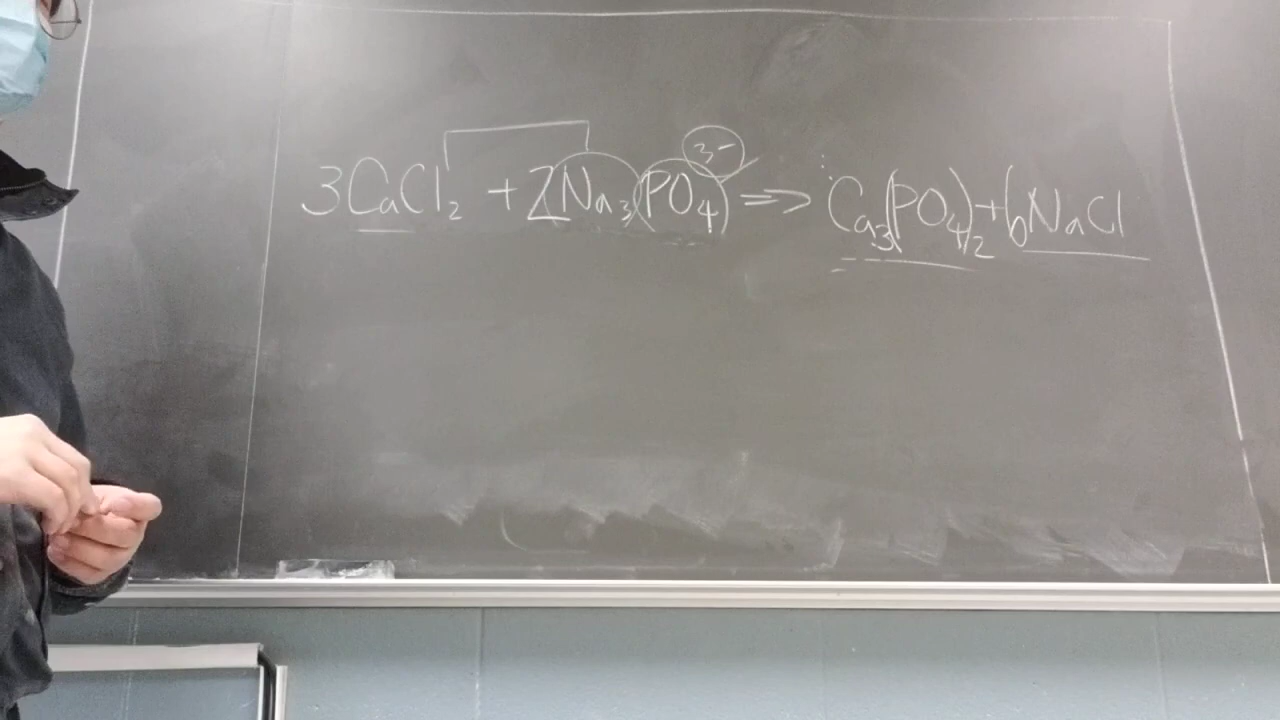 3CaCl₂ + 2Na₃(PO₄)³⁻ => Ca₃(PO₄)₂ + 6NaCl